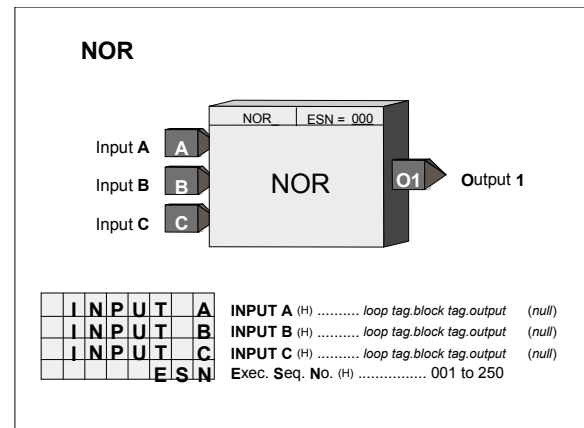 NOR
NOR_ ESN = 000
Input A A
Input B B
Input C C
NOR
O1 Output 1
INPUT A INPUT A (H) .......... loop tag.block tag.output (null)
INPUT B INPUT B (H) .......... loop tag.block tag.output (null)
INPUT C INPUT C (H) .......... loop tag.block tag.output (null)
ESN Exec. Seq. No. (H) ................ 001 to 250